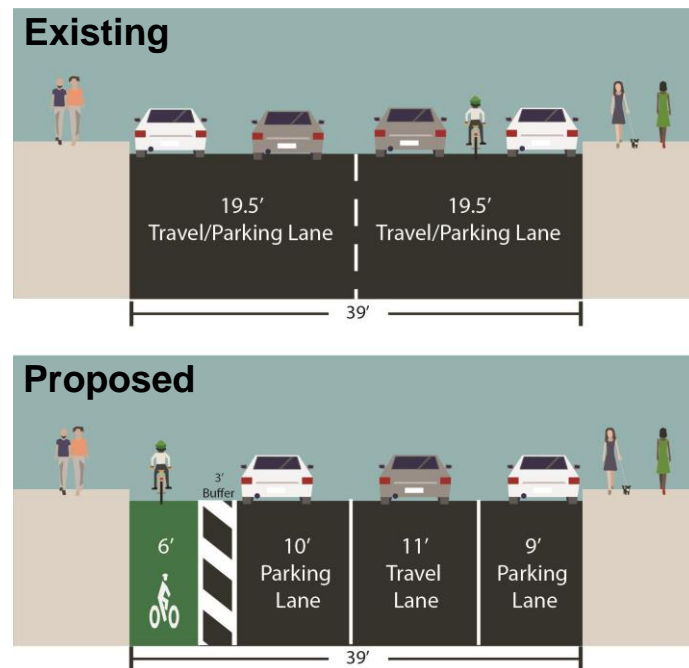 Existing
19.5'
Travel/Parking Lane
19.5'
Travel/Parking Lane
39'
Proposed
3'
Buffer
6'
10'
Parking
Lane
11'
Travel
Lane
9'
Parking
Lane
39'